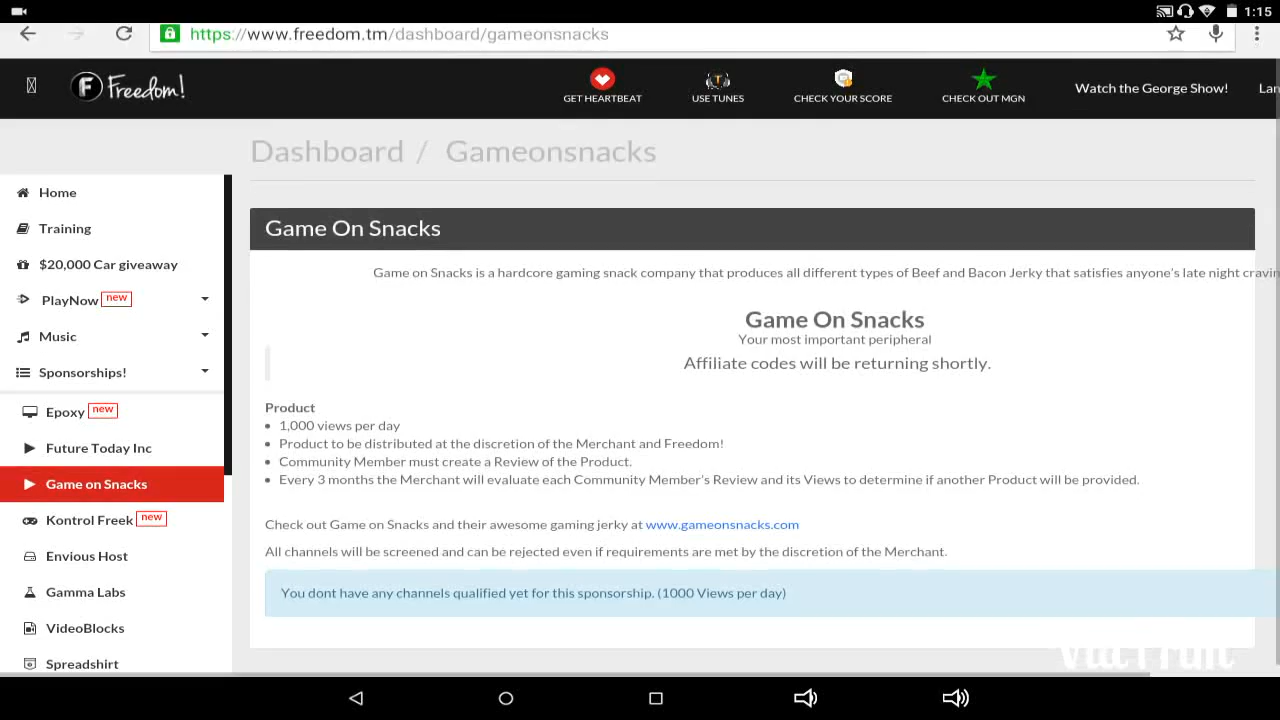 1:15
https://www.freedom.tm/dashboard/gameonsnacks
F Freedom!
GET HEARTBEAT
USE TUNES
CHECK YOUR SCORE
CHECK OUT MGN
Watch the George Show!
Lan
Dashboard / Gameonsnacks
Home
Training
$20,000 Car giveaway
PlayNow new
Music
Sponsorships!
Epoxy new
Future Today Inc
Game on Snacks
Kontrol Freek new
Envious Host
Gamma Labs
VideoBlocks
Spreadshirt
Game On Snacks
Game on Snacks is a hardcore gaming snack company that produces all different types of Beef and Bacon Jerky that satisfies anyone's late night cravin
Game On Snacks
Your most important peripheral
Affiliate codes will be returning shortly.
Product
• 1,000 views per day
• Product to be distributed at the discretion of the Merchant and Freedom!
• Community Member must create a Review of the Product.
• Every 3 months the Merchant will evaluate each Community Member's Review and its Views to determine if another Product will be provided.
Check out Game on Snacks and their awesome gaming jerky at www.gameonsnacks.com
All channels will be screened and can be rejected even if requirements are met by the discretion of the Merchant.
You dont have any channels qualified yet for this sponsorship. (1000 Views per day)